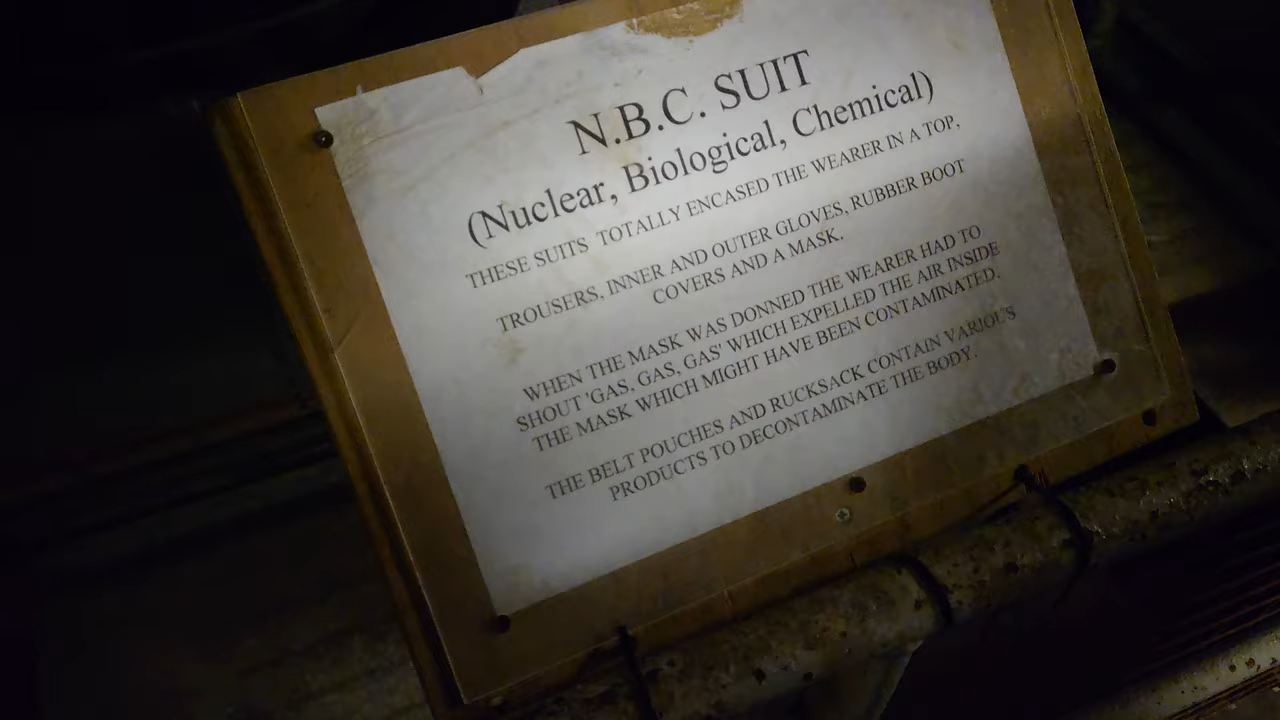 N.B.C. SUIT
(Nuclear, Biological, Chemical)
THESE SUITS TOTALLY ENCASED THE WEARER IN A TOP,
TROUSERS, INNER AND OUTER GLOVES, RUBBER BOOT
COVERS AND A MASK.
WHEN THE MASK WAS DONNED THE WEARER HAD TO
SHOUT 'GAS, GAS, GAS' WHICH EXPELLED THE AIR INSIDE
THE MASK WHICH MIGHT HAVE BEEN CONTAMINATED.
THE BELT POUCHES AND RUCKSACK CONTAIN VARIOUS
PRODUCTS TO DECONTAMINATE THE BODY.